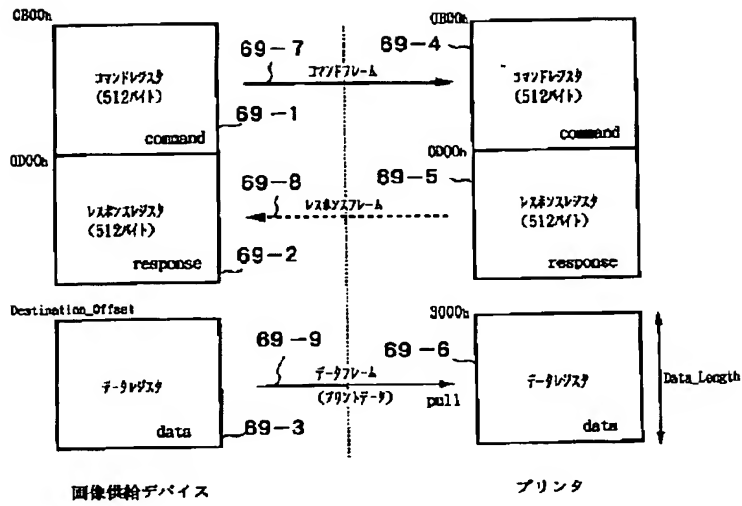 CB00h
コマンドレジスタ
(512バイト)
command
69-1
0D00h
レスポンスレジスタ
(512バイト)
response
69-2
Destination_Offset
データレジスタ
data
69-3
画像供給デバイス
69-7
コマンドフレーム
69-8
レスポンスフレーム
69-9
データフレーム
(プリントデータ)
pull
0B00h
69-4
コマンドレジスタ
(512バイト)
command
0D00h
69-5
レスポンスレジスタ
(512バイト)
response
3000h
69-6
データレジスタ
data
Data_Length
プリンタ